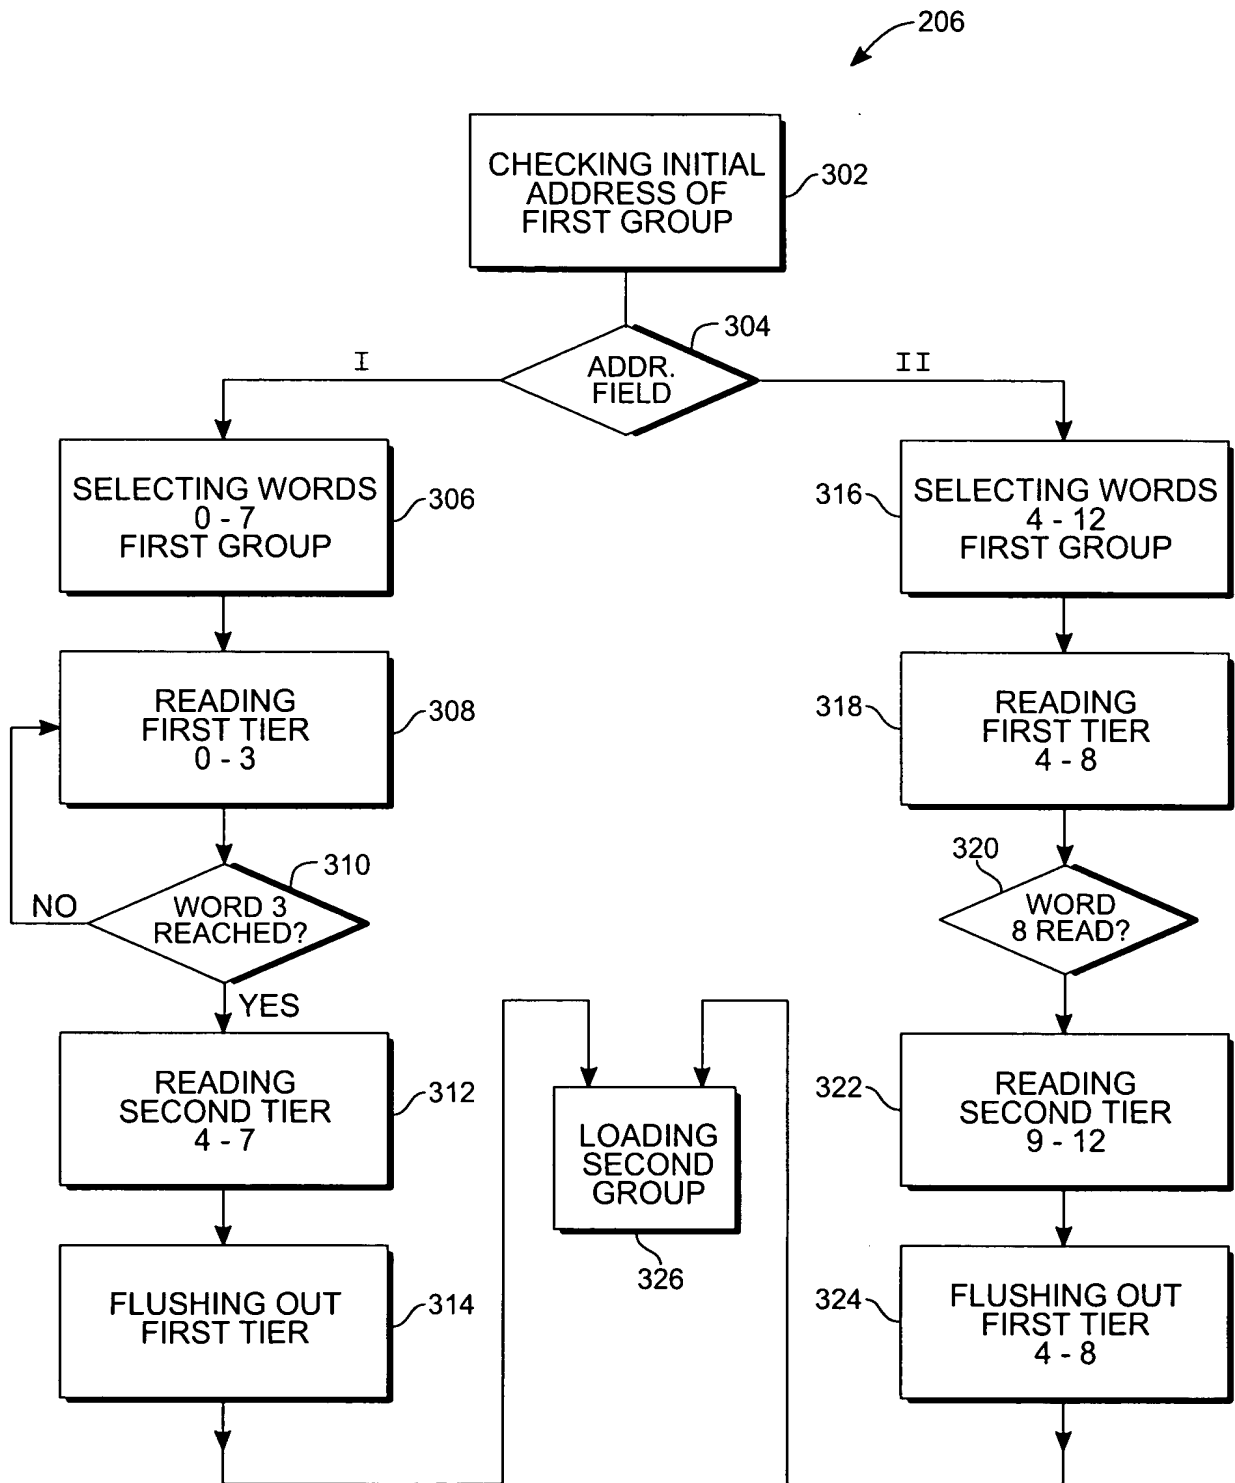 206
CHECKING INITIAL
ADDRESS OF
FIRST GROUP
302
304
ADDR.
FIELD
I
II
SELECTING WORDS
0 - 7
FIRST GROUP
306
316
SELECTING WORDS
4 - 12
FIRST GROUP
READING
FIRST TIER
0 - 3
308
318
READING
FIRST TIER
4 - 8
310
WORD 3
REACHED?
NO
YES
320
WORD
8 READ?
READING
SECOND TIER
4 - 7
312
LOADING
SECOND
GROUP
326
322
READING
SECOND TIER
9 - 12
FLUSHING OUT
FIRST TIER
314
324
FLUSHING OUT
FIRST TIER
4 - 8